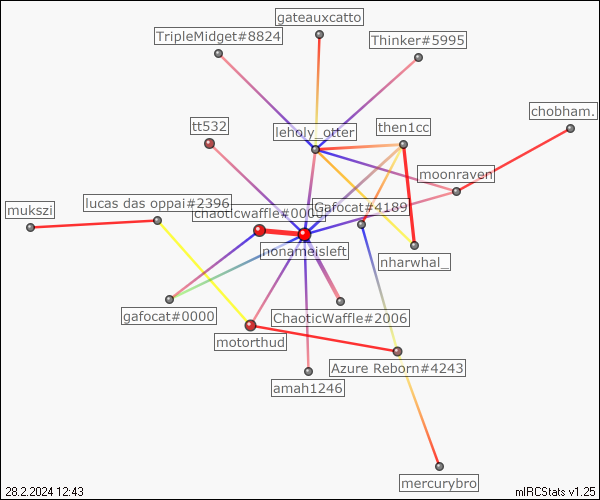 gateauxcatto
TripleMidget#8824
Thinker#5995
chobham.
tt532
leholy_otter
then1cc
moonraven
mukszi
lucas das oppai#2396
chaoticwaffle#0000
Gafocat#4189
nonameisleft
nharwhal_
gafocat#0000
ChaoticWaffle#2006
motorthud
Azure Reborn#4243
amah1246
mercurybro
28.2.2024 12:43
mIRCStats v1.25